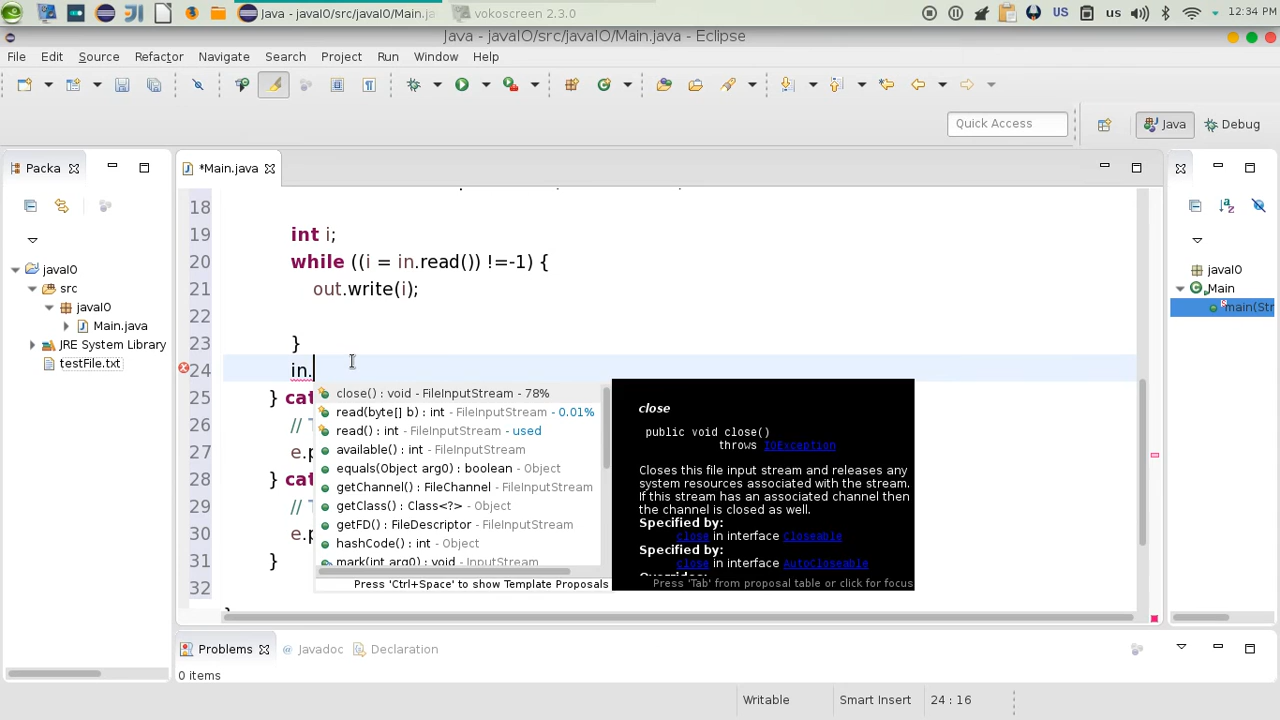 Java - javaIO/src/javaIO/Main.ja
vokoscreen 2.3.0
US
us
12:34 PM
Java - javaIO/src/javaIO/Main.java - Eclipse
File Edit Source Refactor Navigate Search Project Run Window Help
Quick Access
Java
Debug
Packa
*Main.java
18
19 int i;
20 while ((i = in.read()) !=-1) {
21 out.write(i);
22
23 }
24 in.
25 } cat
26 // T
27 e.p
28 } cat
29 // T
30 e.p
31 }
32
javaIO
src
javaIO
Main.java
JRE System Library
testFile.txt
close() : void - FileInputStream - 78%
read(byte[] b) : int - FileInputStream - 0.01%
read() : int - FileInputStream - used
available() : int - FileInputStream
equals(Object arg0) : boolean - Object
getChannel() : FileChannel - FileInputStream
getClass() : Class<?> - Object
getFD() : FileDescriptor - FileInputStream
hashCode() : int - Object
mark(int arg0) : void - InputStream
Press 'Ctrl+Space' to show Template Proposals
close
public void close()
throws IOException
Closes this file input stream and releases any
system resources associated with the stream.
If this stream has an associated channel then
the channel is closed as well.
Specified by:
close in interface Closeable
Specified by:
close in interface AutoCloseable
Press 'Tab' from proposal table or click for focus
javaIO
Main
main(Str
Problems
Javadoc
Declaration
0 items
Writable
Smart Insert
24 : 16